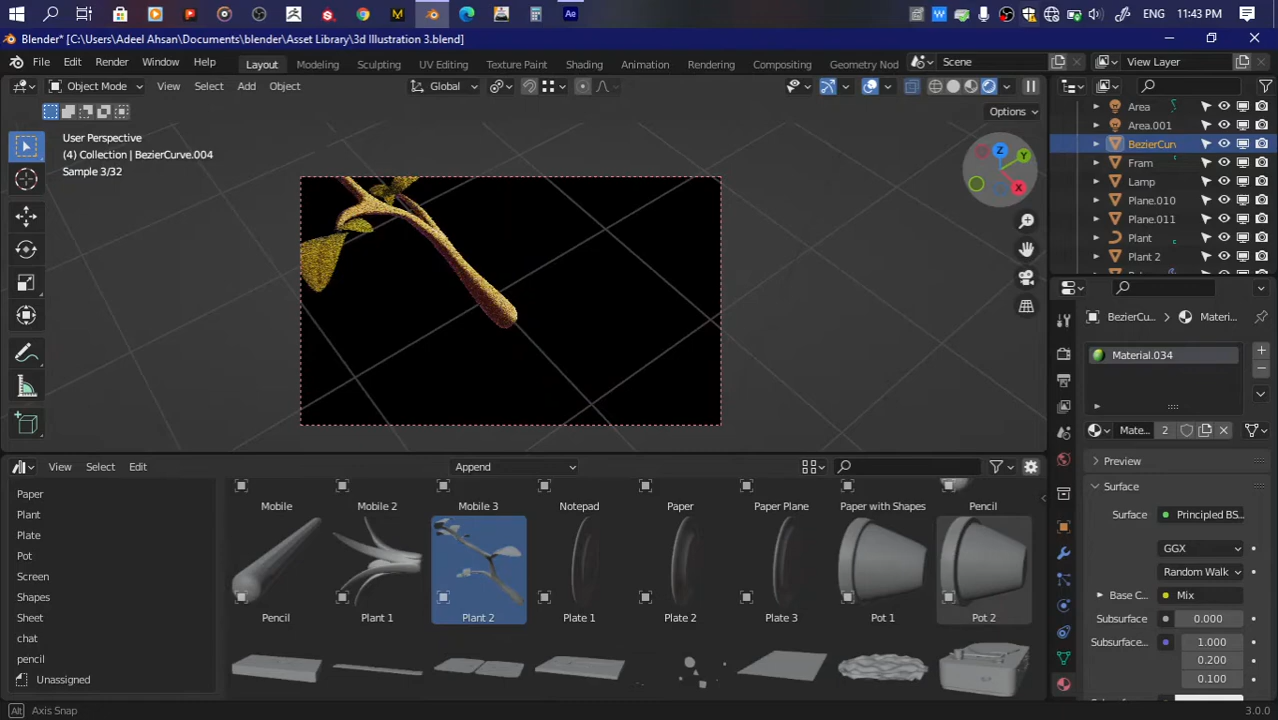 ENG 11:43 PM
Blender* [C:\Users\Adeel Ahsan\Documents\blender\Asset Library\3d Illustration 3.blend]
File Edit Render Window Help Layout Modeling Sculpting UV Editing Texture Paint Shading Animation Rendering Compositing Geometry Nod Scene View Layer
Object Mode View Select Add Object Global
Options
User Perspective
(4) Collection | BezierCurve.004
Sample 3/32
Z
Y
X
Area
Area.001
BezierCun
Fram
Lamp
Plane.010
Plane.011
Plant
Plant 2
BezierCu... Materi...
Material.034
Mate... 2
Preview
Surface
Surface Principled BS...
GGX
Random Walk
Base C... Mix
Subsurface 0.000
Subsurface... 1.000
0.200
0.100
View Select Edit Append
Paper
Plant
Plate
Pot
Screen
Shapes
Sheet
chat
pencil
Unassigned
Mobile Mobile 2 Mobile 3 Notepad Paper Paper Plane Paper with Shapes Pencil
Pencil Plant 1 Plant 2 Plate 1 Plate 2 Plate 3 Pot 1 Pot 2
Alt Axis Snap 3.0.0